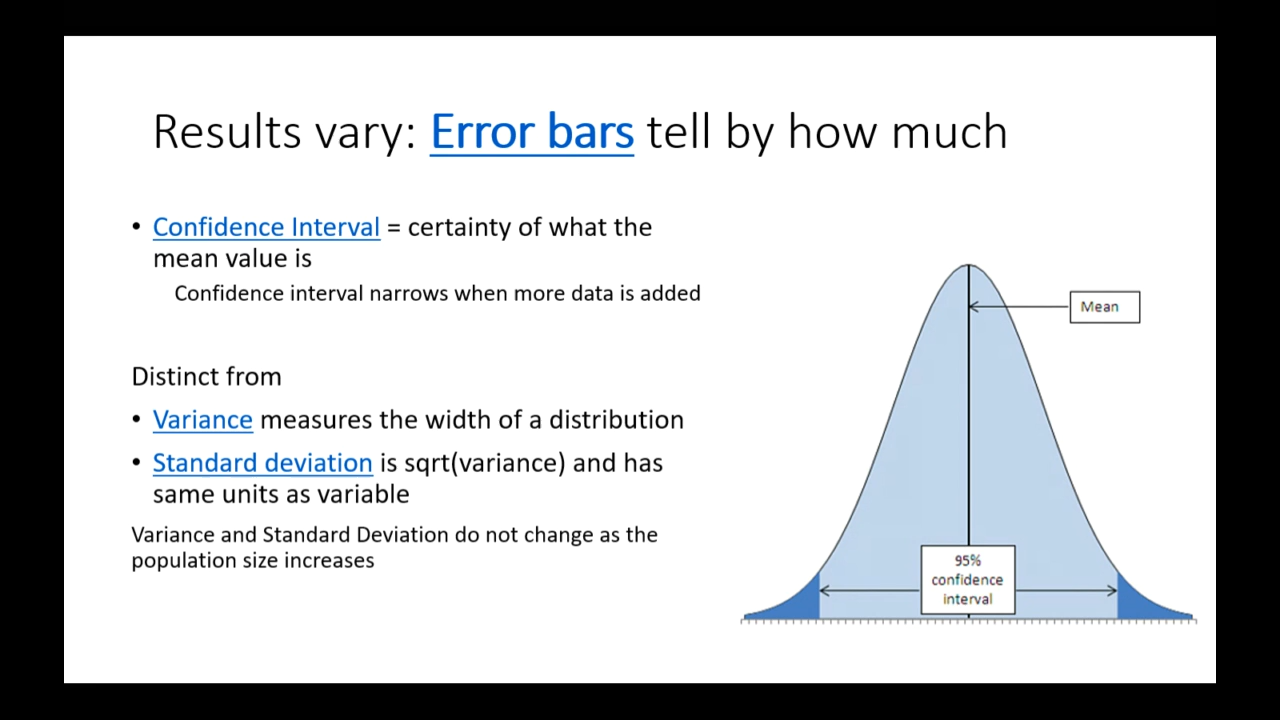 Results vary: Error bars tell by how much
• Confidence Interval = certainty of what the
mean value is
Confidence interval narrows when more data is added
Distinct from
• Variance measures the width of a distribution
• Standard deviation is sqrt(variance) and has
same units as variable
Variance and Standard Deviation do not change as the
population size increases
Mean
95%
confidence
interval